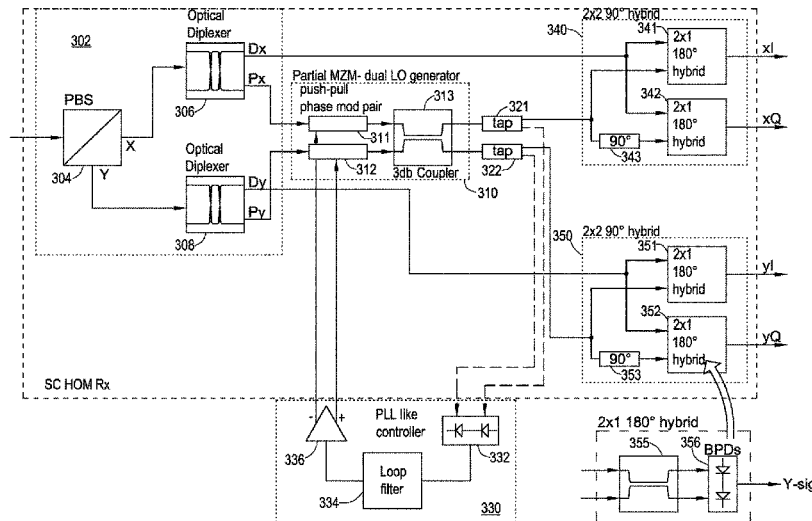 302
Optical
Diplexer
Dx
Px
306
PBS
X
Y
304
Optical
Diplexer
Dy
Py
308
Partial MZM- dual LO generator
push-pull
phase mod pair
311
312
313
3db Coupler
310
321
tap
tap
322
2x2 90° hybrid
340
341
2x1
180°
hybrid
xI
342
2x1
180°
hybrid
xQ
90°
343
2x2 90° hybrid
350
351
2x1
180°
hybrid
yI
352
2x1
180°
hybrid
yQ
90°
353
SC HOM Rx
PLL like
controller
-
+
336
332
Loop
filter
334
330
2x1 180° hybrid
355
356
BPDs
Y-sig